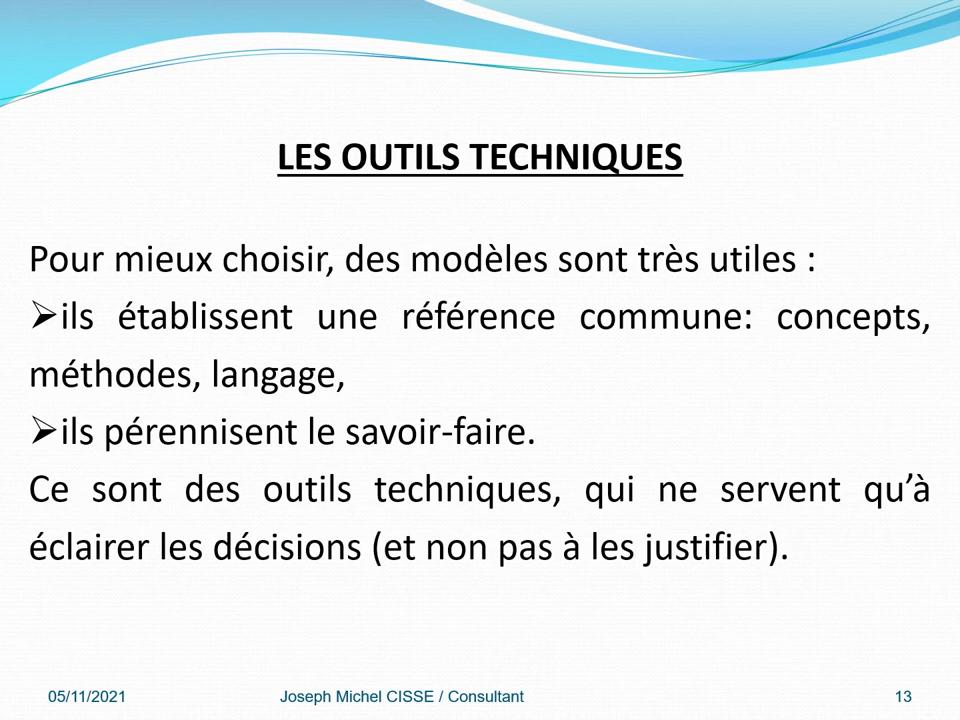 LES OUTILS TECHNIQUES
Pour mieux choisir, des modèles sont très utiles :
➢ils établissent une référence commune: concepts,
méthodes, langage,
➢ils pérennisent le savoir-faire.
Ce sont des outils techniques, qui ne servent qu’à
éclairer les décisions (et non pas à les justifier).
05/11/2021 Joseph Michel CISSE / Consultant 13